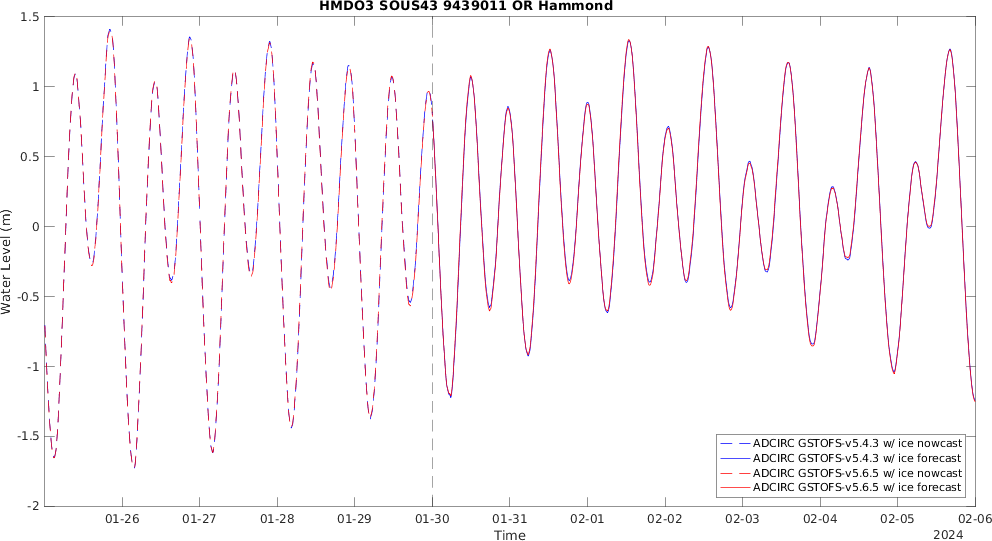 HMDO3 SOUS43 9439011 OR Hammond
1.5
1
0.5
0
-0.5
-1
-1.5
-2
Water Level (m)
ADCIRC GSTOFS-v5.4.3 w/ ice nowcast
ADCIRC GSTOFS-v5.4.3 w/ ice forecast
ADCIRC GSTOFS-v5.6.5 w/ ice nowcast
ADCIRC GSTOFS-v5.6.5 w/ ice forecast
01-26 01-27 01-28 01-29 01-30 01-31 02-01 02-02 02-03 02-04 02-05 02-06
Time
2024